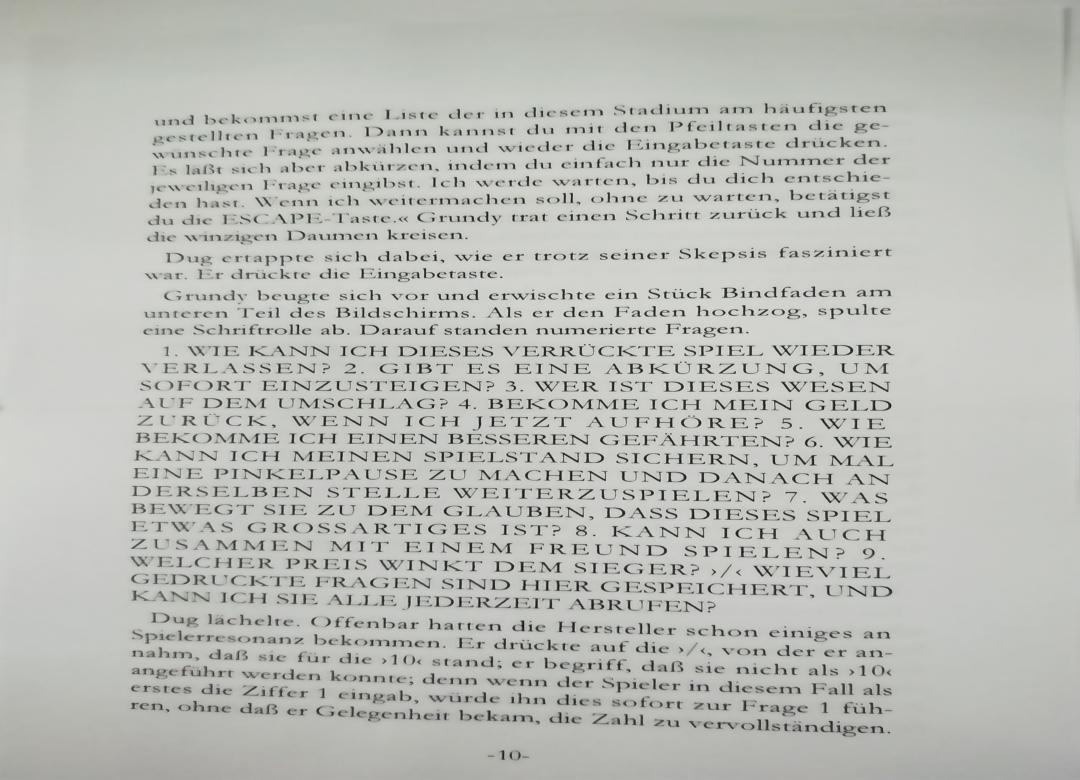 und bekommst eine Liste der in diesem Stadium am häufigsten
gestellten Fragen. Dann kannst du mit den Pfeiltasten die ge-
wünschte Frage anwählen und wieder die Eingabetaste drücken.
Es läßt sich aber abkürzen, indem du einfach nur die Nummer der
jeweiligen Frage eingibst. Ich werde warten, bis du dich entschie-
den hast. Wenn ich weitermachen soll, ohne zu warten, betätigst
du die ESCAPE-Taste.« Grundy trat einen Schritt zurück und ließ
die winzigen Daumen kreisen.
Dug ertappte sich dabei, wie er trotz seiner Skepsis fasziniert
war. Er drückte die Eingabetaste.
Grundy beugte sich vor und erwischte ein Stück Bindfaden am
unteren Teil des Bildschirms. Als er den Faden hochzog, spulte
eine Schriftrolle ab. Darauf standen numerierte Fragen.
1. WIE KANN ICH DIESES VERRÜCKTE SPIEL WIEDER
VERLASSEN? 2. GIBT ES EINE ABKÜRZUNG, UM
SOFORT EINZUSTEIGEN? 3. WER IST DIESES WESEN
AUF DEM UMSCHLAG? 4. BEKOMME ICH MEIN GELD
ZURÜCK, WENN ICH JETZT AUFHÖRE? 5. WIE
BEKOMME ICH EINEN BESSEREN GEFÄHRTEN? 6. WIE
KANN ICH MEINEN SPIELSTAND SICHERN, UM MAL
EINE PINKELPAUSE ZU MACHEN UND DANACH AN
DERSELBEN STELLE WEITERZUSPIELEN? 7. WAS
BEWEGT SIE ZU DEM GLAUBEN, DASS DIESES SPIEL
ETWAS GROSSARTIGES IST? 8. KANN ICH AUCH
ZUSAMMEN MIT EINEM FREUND SPIELEN? 9.
WELCHER PREIS WINKT DEM SIEGER? ›/‹ WIEVIEL
GEDRUCKTE FRAGEN SIND HIER GESPEICHERT, UND
KANN ICH SIE ALLE JEDERZEIT ABRUFEN?
Dug lächelte. Offenbar hatten die Hersteller schon einiges an
Spielerresonanz bekommen. Er drückte auf die ›/‹, von der er an-
nahm, daß sie für die ›10‹ stand; er begriff, daß sie nicht als ›10‹
angeführt werden konnte; denn wenn der Spieler in diesem Fall als
erstes die Ziffer 1 eingab, würde ihn dies sofort zur Frage 1 füh-
ren, ohne daß er Gelegenheit bekam, die Zahl zu vervollständigen.
-10-